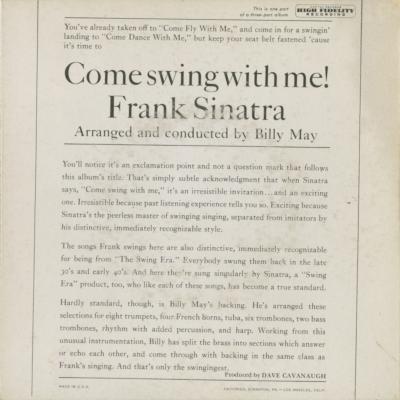 This is one part
of a three-part album
HIGH FIDELITY
RECORDING
You've already taken off to "Come Fly With Me," and come in for a swingin'
landing to "Come Dance With Me," but keep your seat belt fastened 'cause
it's time to
Come swing with me!
Frank Sinatra
Arranged and conducted by Billy May
You'll notice it's an exclamation point and not a question mark that follows
this album's title. That's simply subtle acknowledgment that when Sinatra
says, "Come swing with me," it's an irresistible invitation...and an exciting
one. Irresistible because past listening experience tells you so. Exciting because
Sinatra's the peerless master of swinging singing, separated from imitators by
his distinctive, immediately recognizable style.
The songs Frank swings here are also distinctive, immediately recognizable
for being from "The Swing Era." Everybody swung them back in the late
30's and early 40's. And here they're sung singularly by Sinatra, a "Swing
Era" product, too, who like each of these songs, has become a true standard.
Hardly standard, though, is Billy May's backing. He's arranged these
selections for eight trumpets, four French horns, tuba, six trombones, two bass
trombones, rhythm with added percussion, and harp. Working from this
unusual instrumentation, Billy has split the brass into sections which answer
or echo each other, and come through with backing in the same class as
Frank's singing. And that's only the swingingest.
Produced by DAVE CAVANAUGH
MADE IN U.S.A.
LOS ANGELES, CALIF.